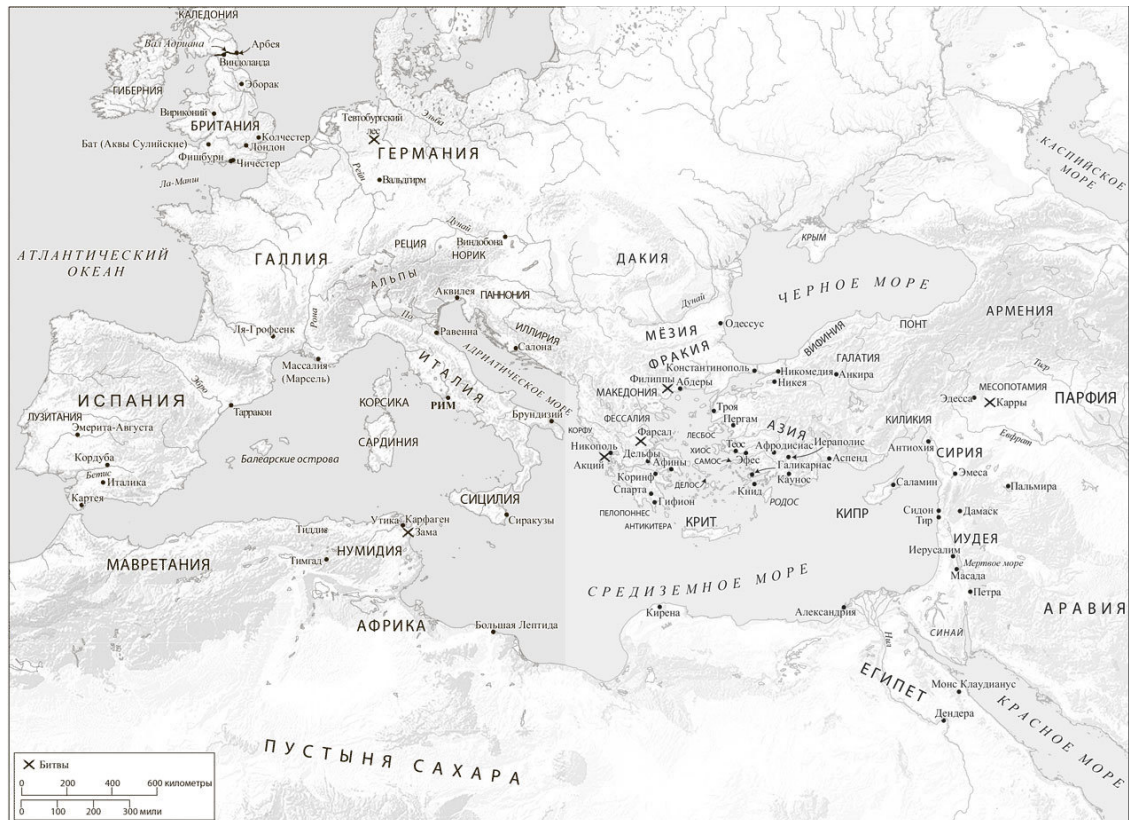 КАЛЕДОНИЯ
Вал Адриана
Арбея
Виндоланда
ГИБЕРНИЯ
Эборак
Вириконий
БРИТАНИЯ
Колчестер
Бат (Аквы Сулийские)
Лондон
Фишбурн
Чичестер
Ла-Манш
Тевтобургский
лес
Эльба
ГЕРМАНИЯ
Рейн
Вальдгирм
КАСПИЙСКОЕ
МОРЕ
АТЛАНТИЧЕСКИЙ
ОКЕАН
ГАЛЛИЯ
РЕЦИЯ
Дунай
Виндобона
НОРИК
АЛЬПЫ
Аквилея
ПАННОНИЯ
ДАКИЯ
КРЫМ
Дунай
ЧЕРНОЕ МОРЕ
АРМЕНИЯ
Ля-Грофсенк
Рона
По
Равенна
ИЛЛИРИЯ
Салона
МЁЗИЯ
Одессус
ФРАКИЯ
ВИФИНИЯ
ПОНТ
Массалия
(Марсель)
ИТАЛИЯ
АДРИАТИЧЕСКОЕ МОРЕ
Константинополь
Никомедия
Никея
ГАЛАТИЯ
Анкира
Тигр
Эбро
ИСПАНИЯ
Тарракон
КОРСИКА
РИМ
Филиппы
МАКЕДОНИЯ
Абдеры
МЕСОПОТАМИЯ
Эдесса
Карры
ПАРФИЯ
ЛУЗИТАНИЯ
Эмерита-Августа
САРДИНИЯ
Брундизий
ФЕССАЛИЯ
Фарсал
Троя
Пергам
АЗИЯ
КИЛИКИЯ
Евфрат
Балеарские острова
КОРФУ
Никополь
Акций
Дельфы
Афины
ЛЕСБОС
ХИОС
Теос
САМОС
Эфес
Афродисиас
Иераполис
Галикарнас
Аспенд
Антиохия
СИРИЯ
Кордуба
Бетис
Италика
Картея
Коринф
Спарта
Гифион
ДЕЛОС
Книд
Каунос
РОДОС
Эмеса
Пальмира
СИЦИЛИЯ
Сиракузы
ПЕЛОПОННЕС
АНТИКИТЕРА
КРИТ
Саламин
КИПР
Сидон
Тир
Дамаск
Утика
Карфаген
Зама
Тиддис
НУМИДИЯ
Тимгад
МАВРЕТАНИЯ
ИУДЕЯ
Иерусалим
Мертвое море
Масада
Петра
СРЕДИЗЕМНОЕ МОРЕ
АФРИКА
Большая Лептида
Кирена
Александрия
СИНАЙ
АРАВИЯ
Нил
ЕГИПЕТ
Монс Клаудианус
Дендера
КРАСНОЕ МОРЕ
ПУСТЫНЯ САХАРА
Битвы
0 200 400 600 километры
0 100 200 300 мили